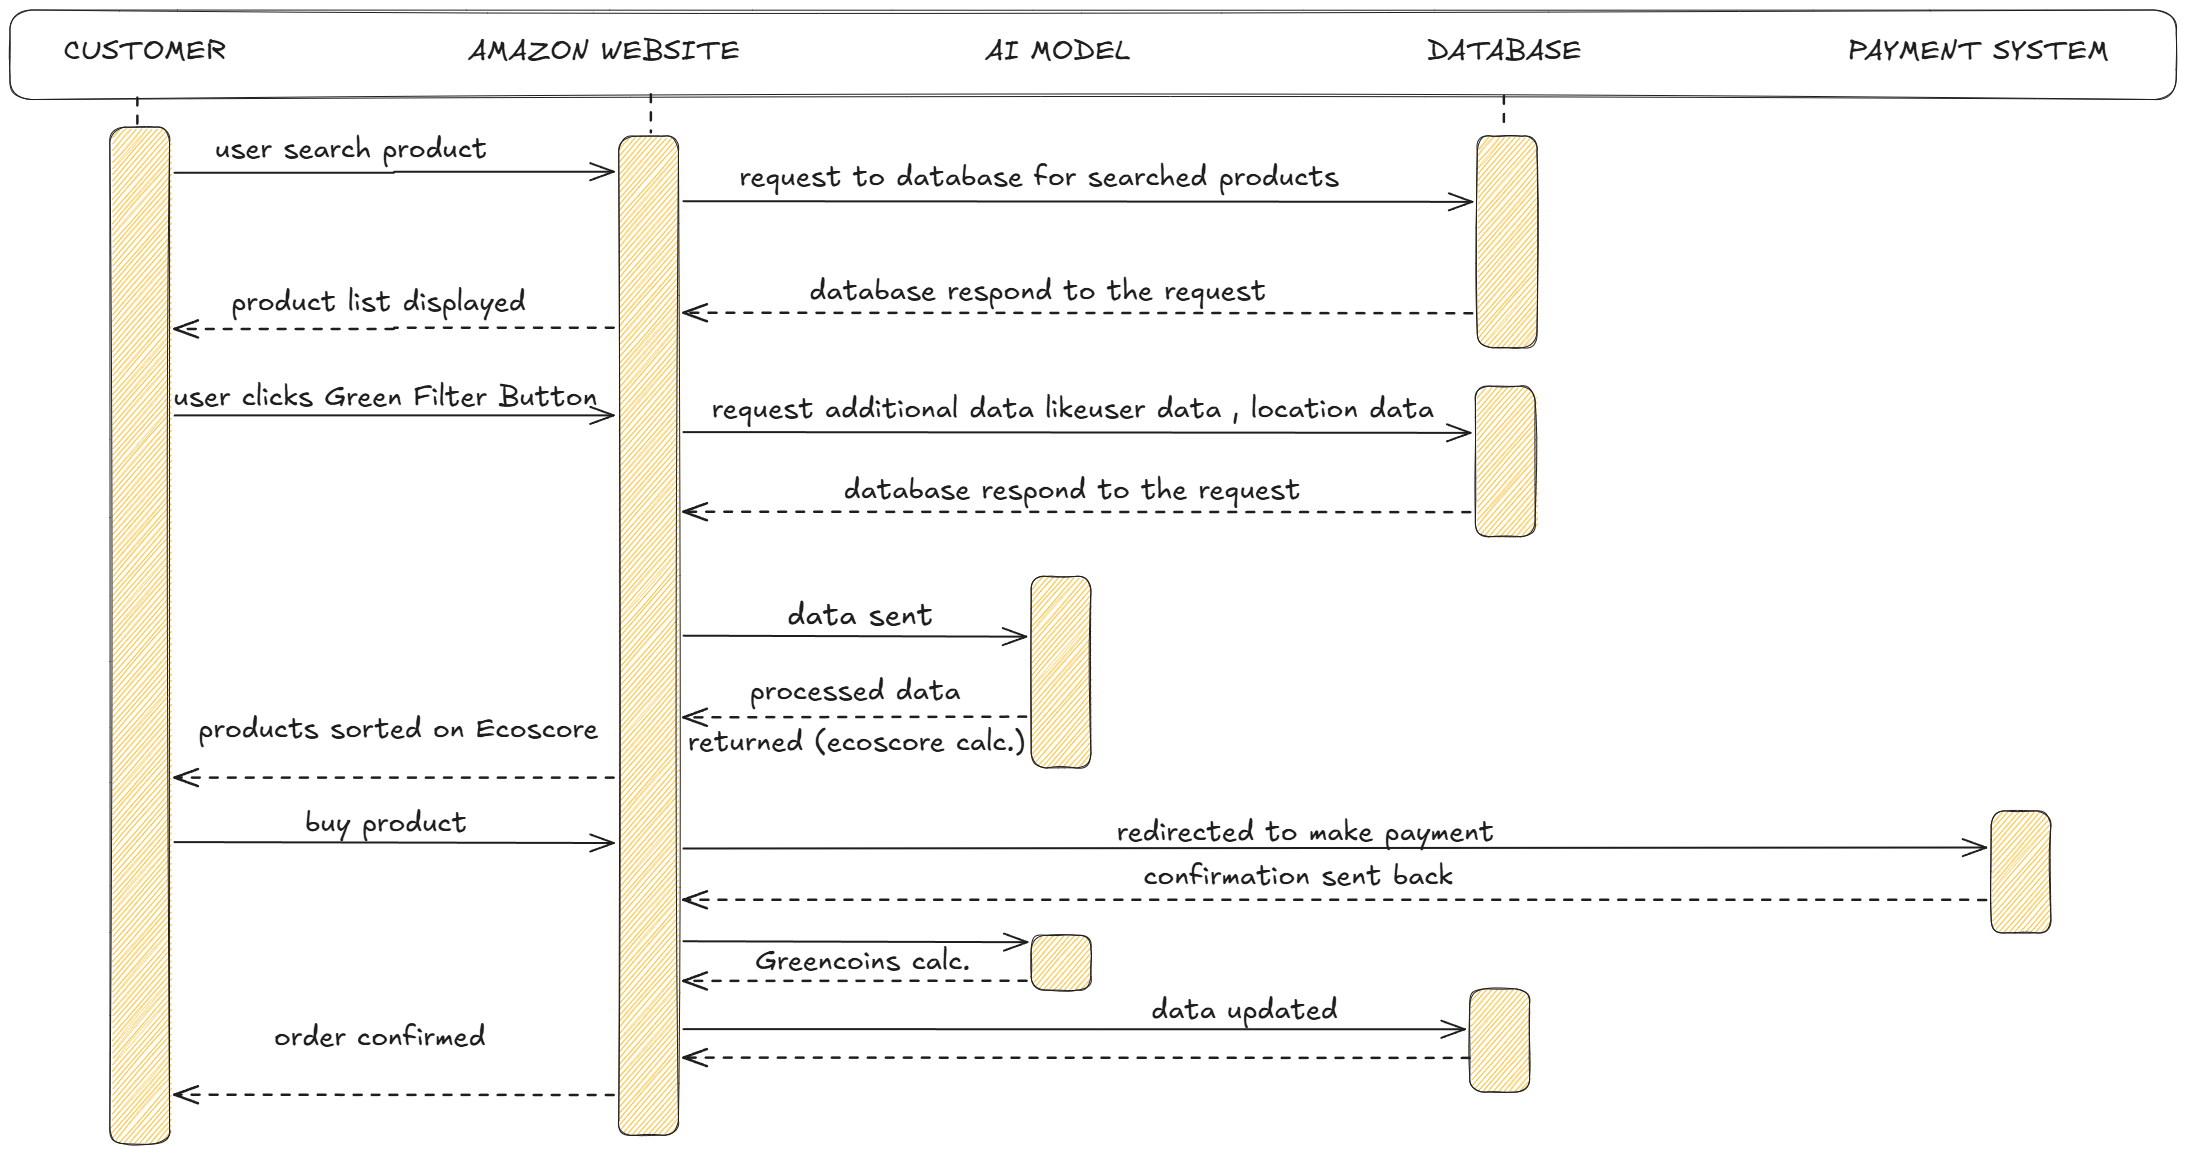 CUSTOMER
AMAZON WEBSITE
AI MODEL
DATABASE
PAYMENT SYSTEM
user search product
request to database for searched products
database respond to the request
product list displayed
user clicks Green Filter Button
request additional data likeuser data , location data
database respond to the request
data sent
processed data
returned (ecoscore calc.)
products sorted on Ecoscore
buy product
redirected to make payment
confirmation sent back
Greencoins calc.
data updated
order confirmed